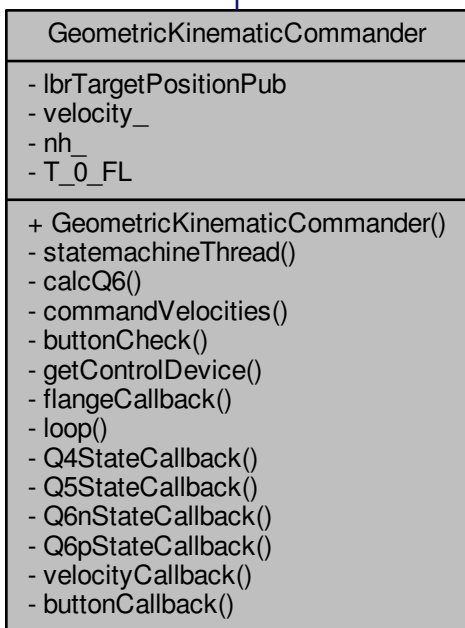 GeometricKinematicCommander
- lbrTargetPositionPub
- velocity_
- nh_
- T_0_FL
+ GeometricKinematicCommander()
- statemachineThread()
- calcQ6()
- commandVelocities()
- buttonCheck()
- getControlDevice()
- flangeCallback()
- loop()
- Q4StateCallback()
- Q5StateCallback()
- Q6nStateCallback()
- Q6pStateCallback()
- velocityCallback()
- buttonCallback()